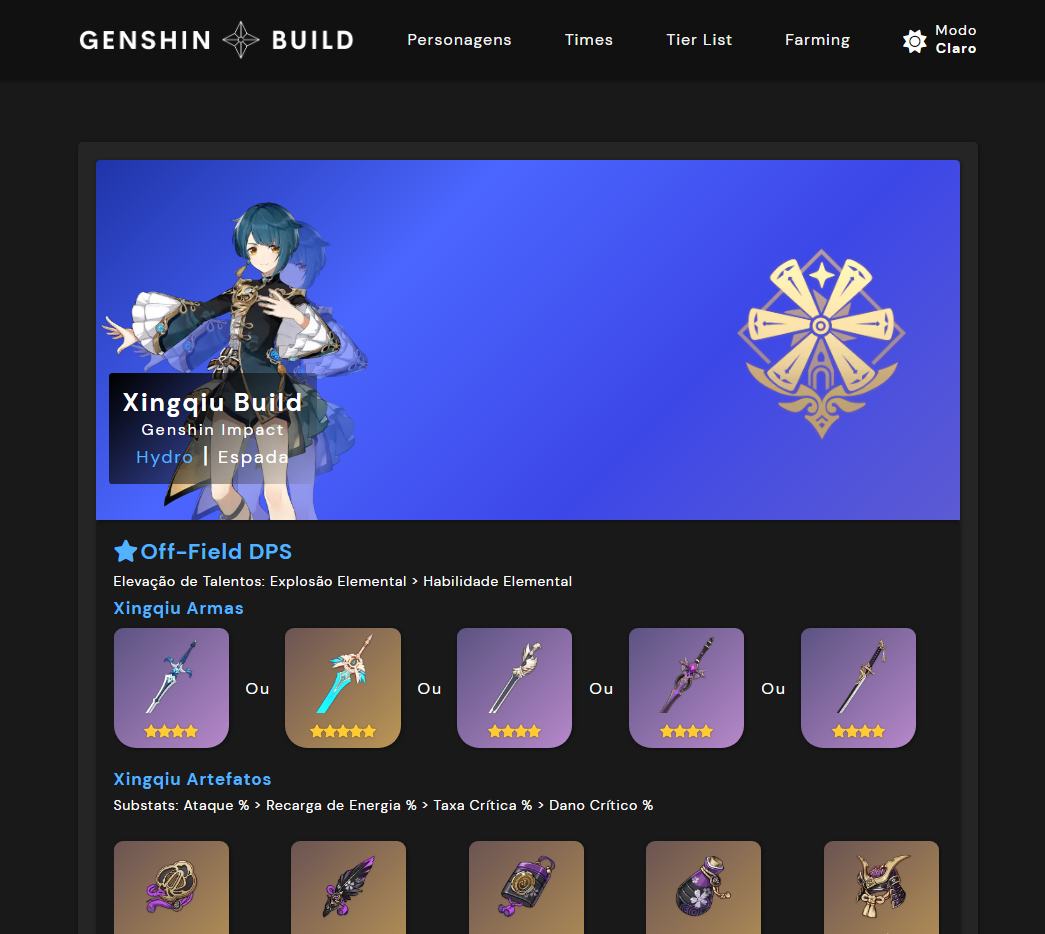 GENSHIN BUILD
Personagens
Times
Tier List
Farming
Modo
Claro
Xingqiu Build
Genshin Impact
Hydro | Espada
Off-Field DPS
Elevação de Talentos: Explosão Elemental > Habilidade Elemental
Xingqiu Armas
Ou
Ou
Ou
Ou
Xingqiu Artefatos
Substats: Ataque % > Recarga de Energia % > Taxa Crítica % > Dano Crítico %